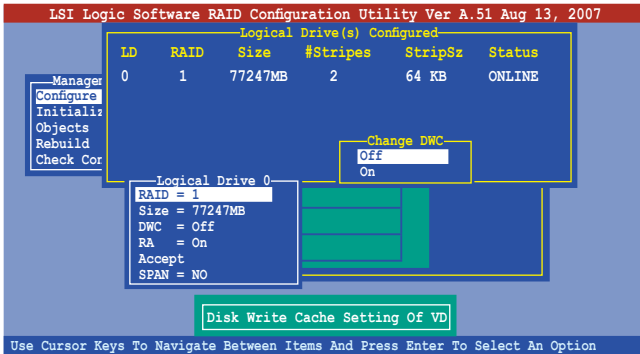 LSI Logic Software RAID Configuration Utility Ver A.51 Aug 13, 2007
Logical Drive(s) Configured
LD RAID Size #Stripes StripSz Status
0 1 77247MB 2 64 KB ONLINE
Managem
Configure
Initializ
Objects
Rebuild
Check Con
Change DWC
Off
On
Logical Drive 0
RAID = 1
Size = 77247MB
DWC = Off
RA = On
Accept
SPAN = NO
Disk Write Cache Setting Of VD
Use Cursor Keys To Navigate Between Items And Press Enter To Select An Option